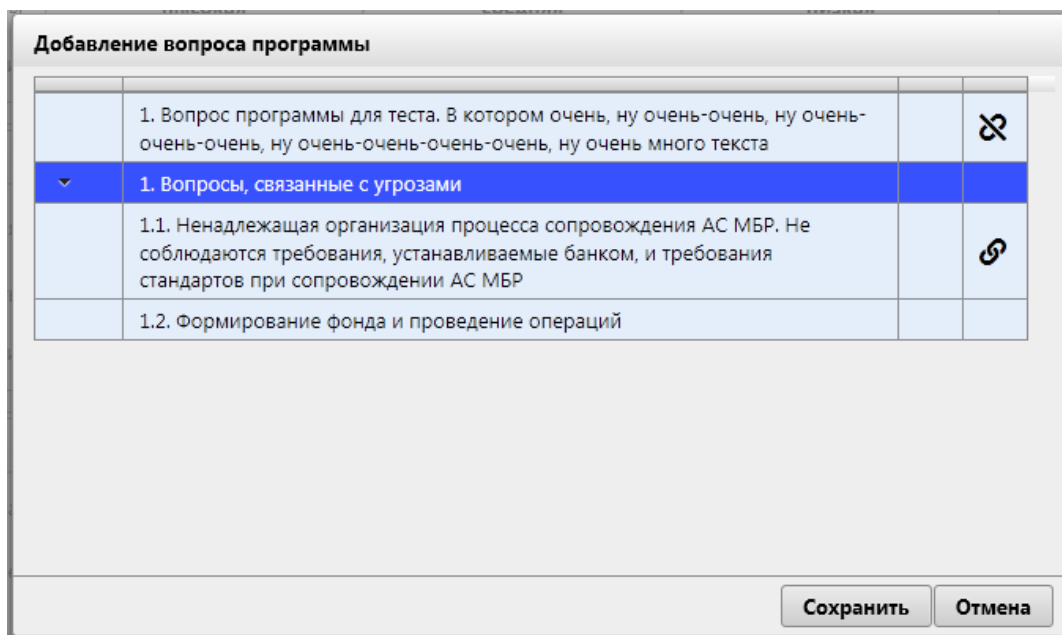 Добавление вопроса программы
1. Вопрос программы для теста. В котором очень, ну очень-очень, ну очень-
очень-очень, ну очень-очень-очень-очень, ну очень много текста
1. Вопросы, связанные с угрозами
1.1. Ненадлежащая организация процесса сопровождения АС МБР. Не
соблюдаются требования, устанавливаемые банком, и требования
стандартов при сопровождении АС МБР
1.2. Формирование фонда и проведение операций
Сохранить
Отмена